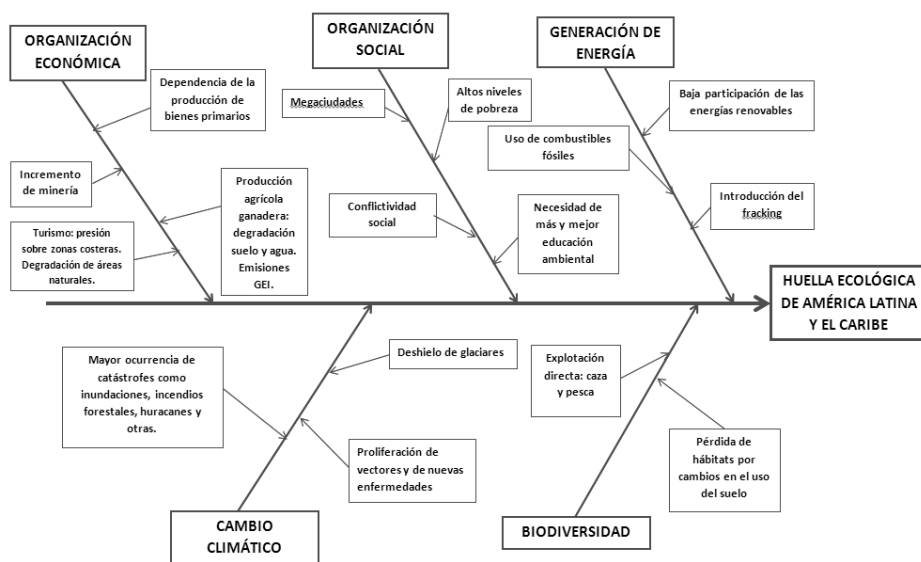 ORGANIZACIÓN
ECONÓMICA
ORGANIZACIÓN
SOCIAL
GENERACIÓN DE
ENERGÍA
Dependencia de la
producción de
bienes primarios
Incremento
de minería
Producción
agrícola
ganadera:
degradación
suelo y agua.
Emisiones
GEI.
Turismo: presión
sobre zonas costeras.
Degradación de áreas
naturales.
Megaciudades
Altos niveles
de pobreza
Conflictividad
social
Necesidad de
más y mejor
educación
ambiental
Baja participación de las
energías renovables
Uso de combustibles
fósiles
Introducción del
fracking
HUELLA ECOLÓGICA
DE AMÉRICA LATINA
Y EL CARIBE
Mayor ocurrencia de
catástrofes como
inundaciones, incendios
forestales, huracanes y
otras.
Deshielo de glaciares
Proliferación de
vectores y de nuevas
enfermedades
Explotación
directa: caza
y pesca
Pérdida de
hábitats por
cambios en el uso
del suelo
CAMBIO
CLIMÁTICO
BIODIVERSIDAD